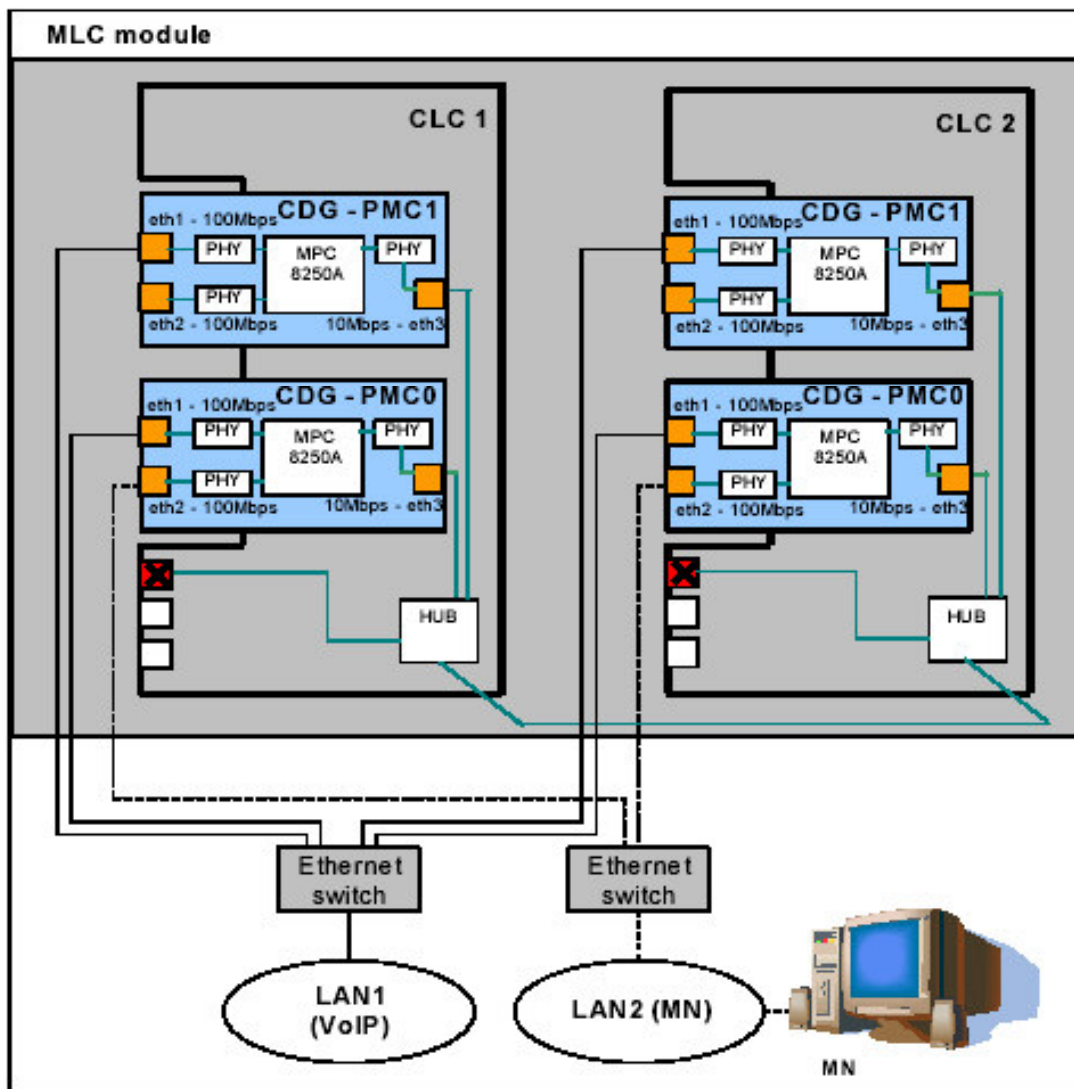 MLC module
CLC 1
eth1 - 100Mbps
CDG - PMC1
PHY
MPC
8250A
PHY
PHY
eth2 - 100Mbps
10Mbps - eth3
eth1 - 100Mbps
CDG - PMC0
PHY
MPC
8250A
PHY
PHY
eth2 - 100Mbps
10Mbps - eth3
HUB
CLC 2
eth1 - 100Mbps
CDG - PMC1
PHY
MPC
8250A
PHY
PHY
eth2 - 100Mbps
10Mbps - eth3
eth1 - 100Mbps
CDG - PMC0
PHY
MPC
8250A
PHY
PHY
eth2 - 100Mbps
10Mbps - eth3
HUB
Ethernet
switch
Ethernet
switch
LAN1
(VoIP)
LAN2 (MN)
MN